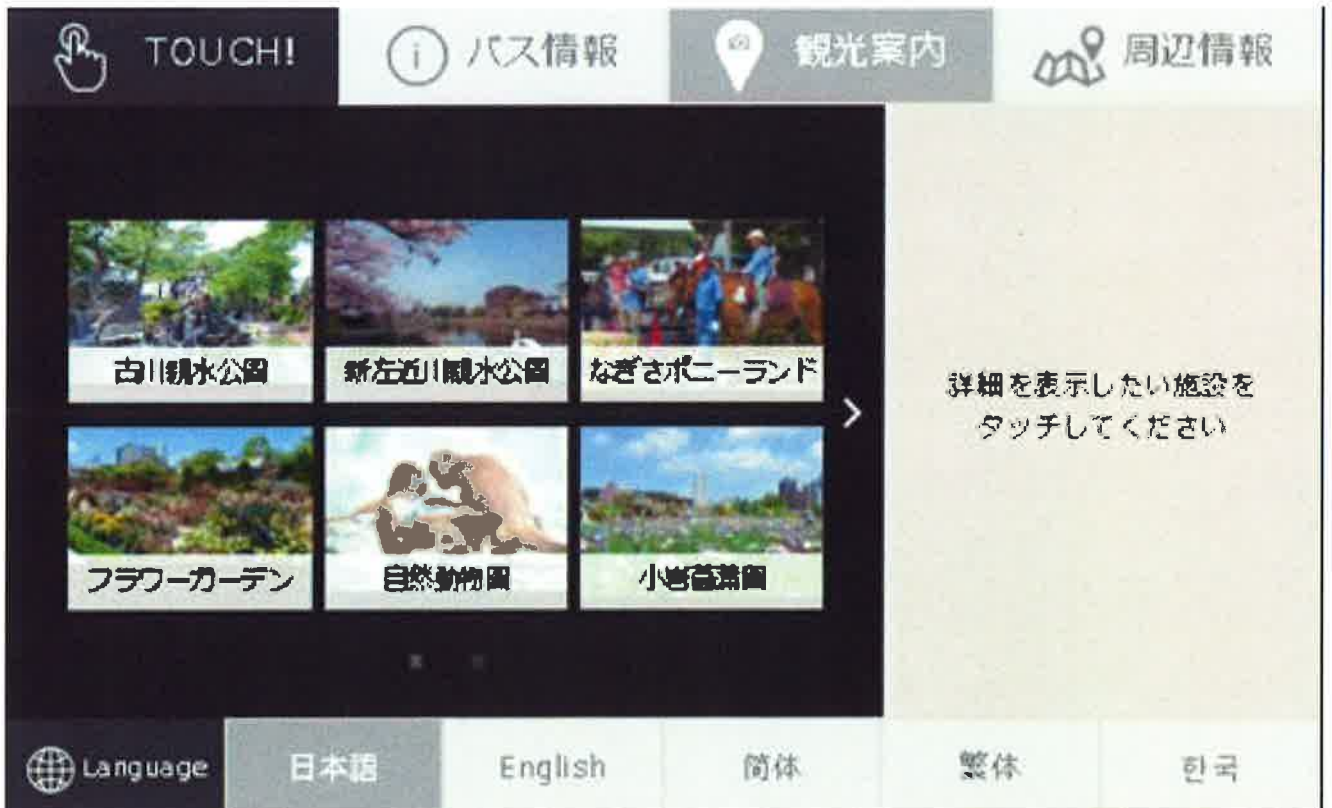 TOUCH!
バス情報
観光案内
周辺情報
古川親水公園
新左近川親水公園
なぎさポニーランド
詳細を表示したい施設を
タッチしてください
フラワーガーデン
自然動物園
小岩菖蒲園
Language
日本語
English
简体
繁体
한국